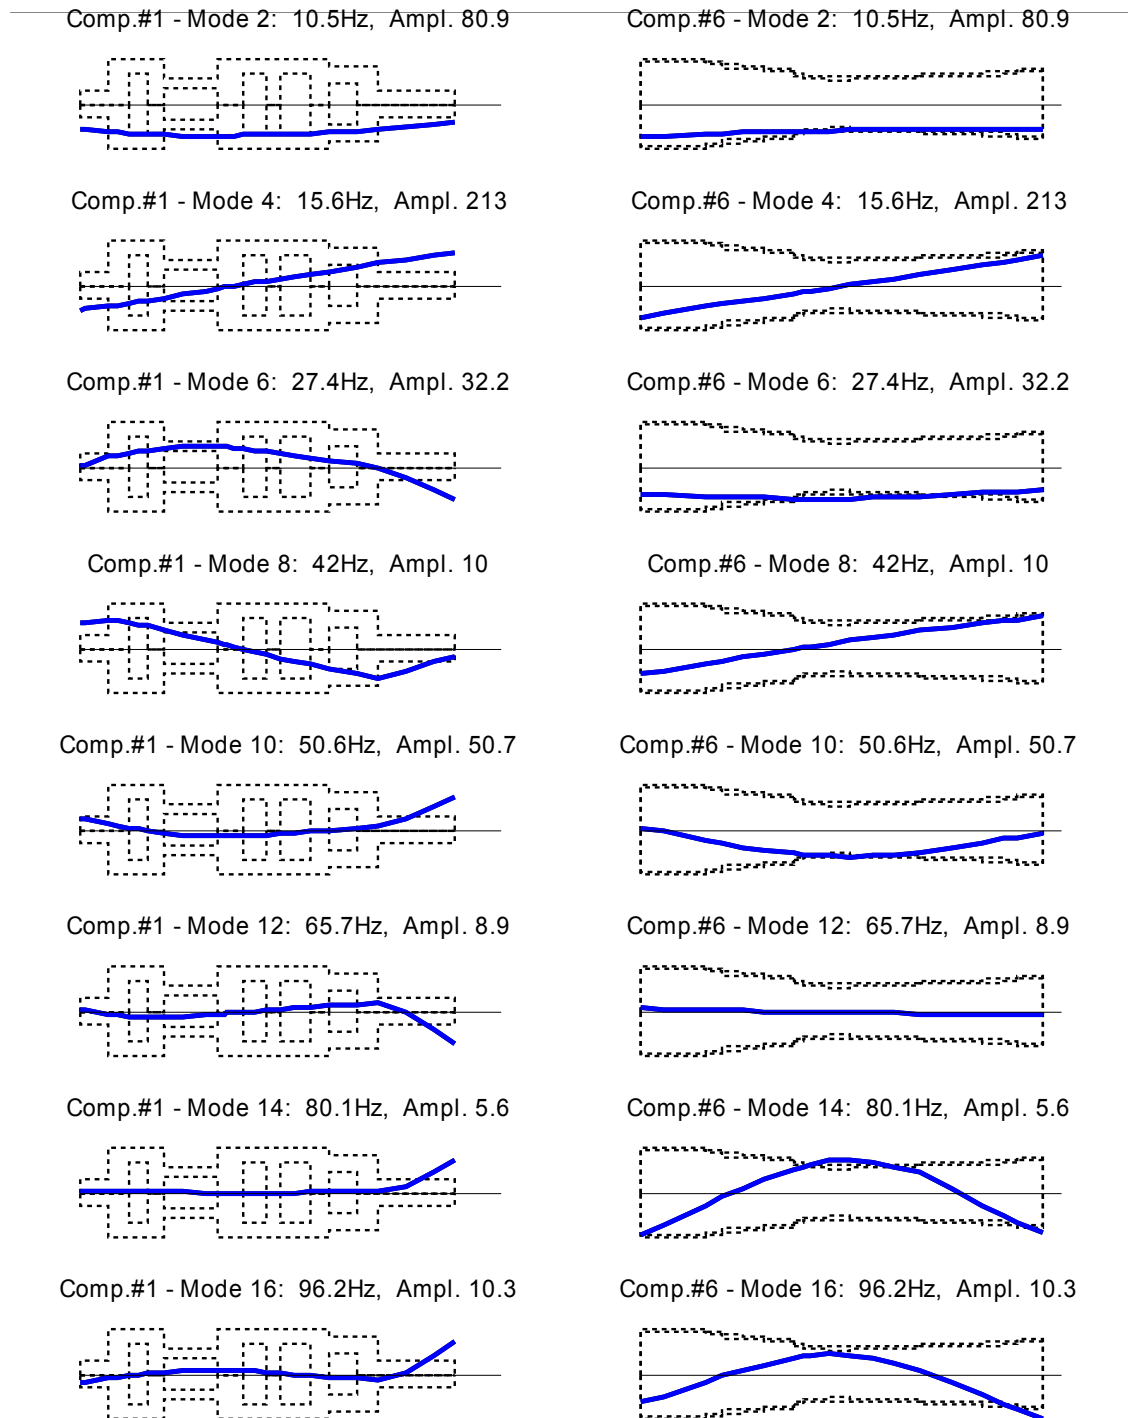 Comp.#1 - Mode 2:  10.5Hz,  Ampl. 80.9
Comp.#6 - Mode 2:  10.5Hz,  Ampl. 80.9
Comp.#1 - Mode 4:  15.6Hz,  Ampl. 213
Comp.#6 - Mode 4:  15.6Hz,  Ampl. 213
Comp.#1 - Mode 6:  27.4Hz,  Ampl. 32.2
Comp.#6 - Mode 6:  27.4Hz,  Ampl. 32.2
Comp.#1 - Mode 8:  42Hz,  Ampl. 10
Comp.#6 - Mode 8:  42Hz,  Ampl. 10
Comp.#1 - Mode 10:  50.6Hz,  Ampl. 50.7
Comp.#6 - Mode 10:  50.6Hz,  Ampl. 50.7
Comp.#1 - Mode 12:  65.7Hz,  Ampl. 8.9
Comp.#6 - Mode 12:  65.7Hz,  Ampl. 8.9
Comp.#1 - Mode 14:  80.1Hz,  Ampl. 5.6
Comp.#6 - Mode 14:  80.1Hz,  Ampl. 5.6
Comp.#1 - Mode 16:  96.2Hz,  Ampl. 10.3
Comp.#6 - Mode 16:  96.2Hz,  Ampl. 10.3